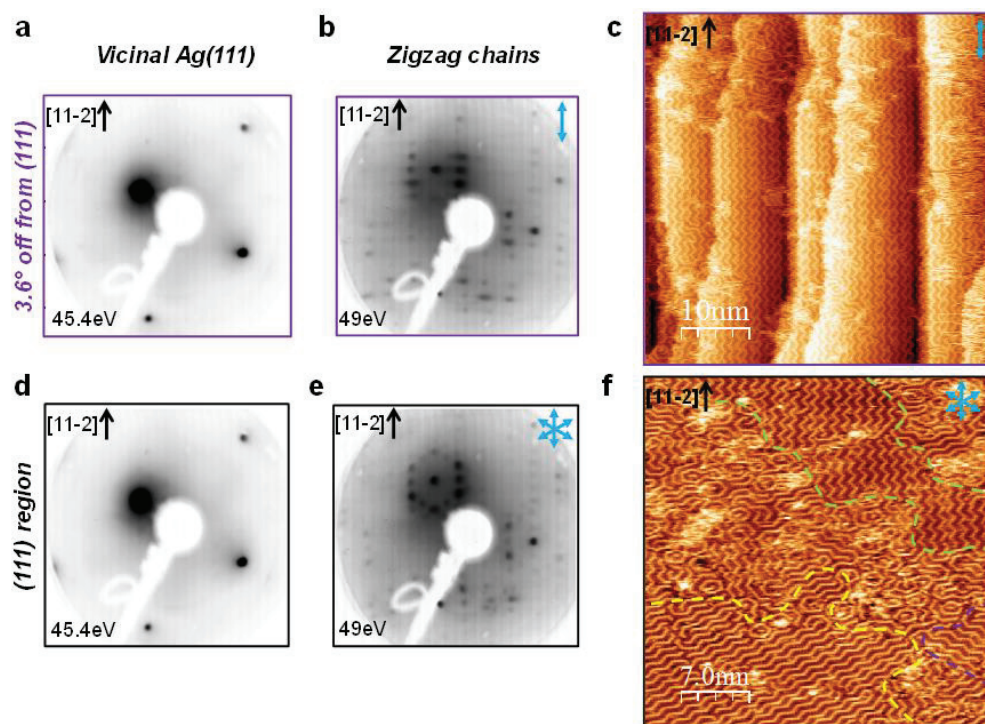 a
Vicinal Ag(111)
b
Zigzag chains
c
3.6° off from (111)
[11-2]
45.4eV
[11-2]
49eV
[11-2]
10nm
d
e
f
(111) region
[11-2]
45.4eV
[11-2]
49eV
[11-2]
7.0nm